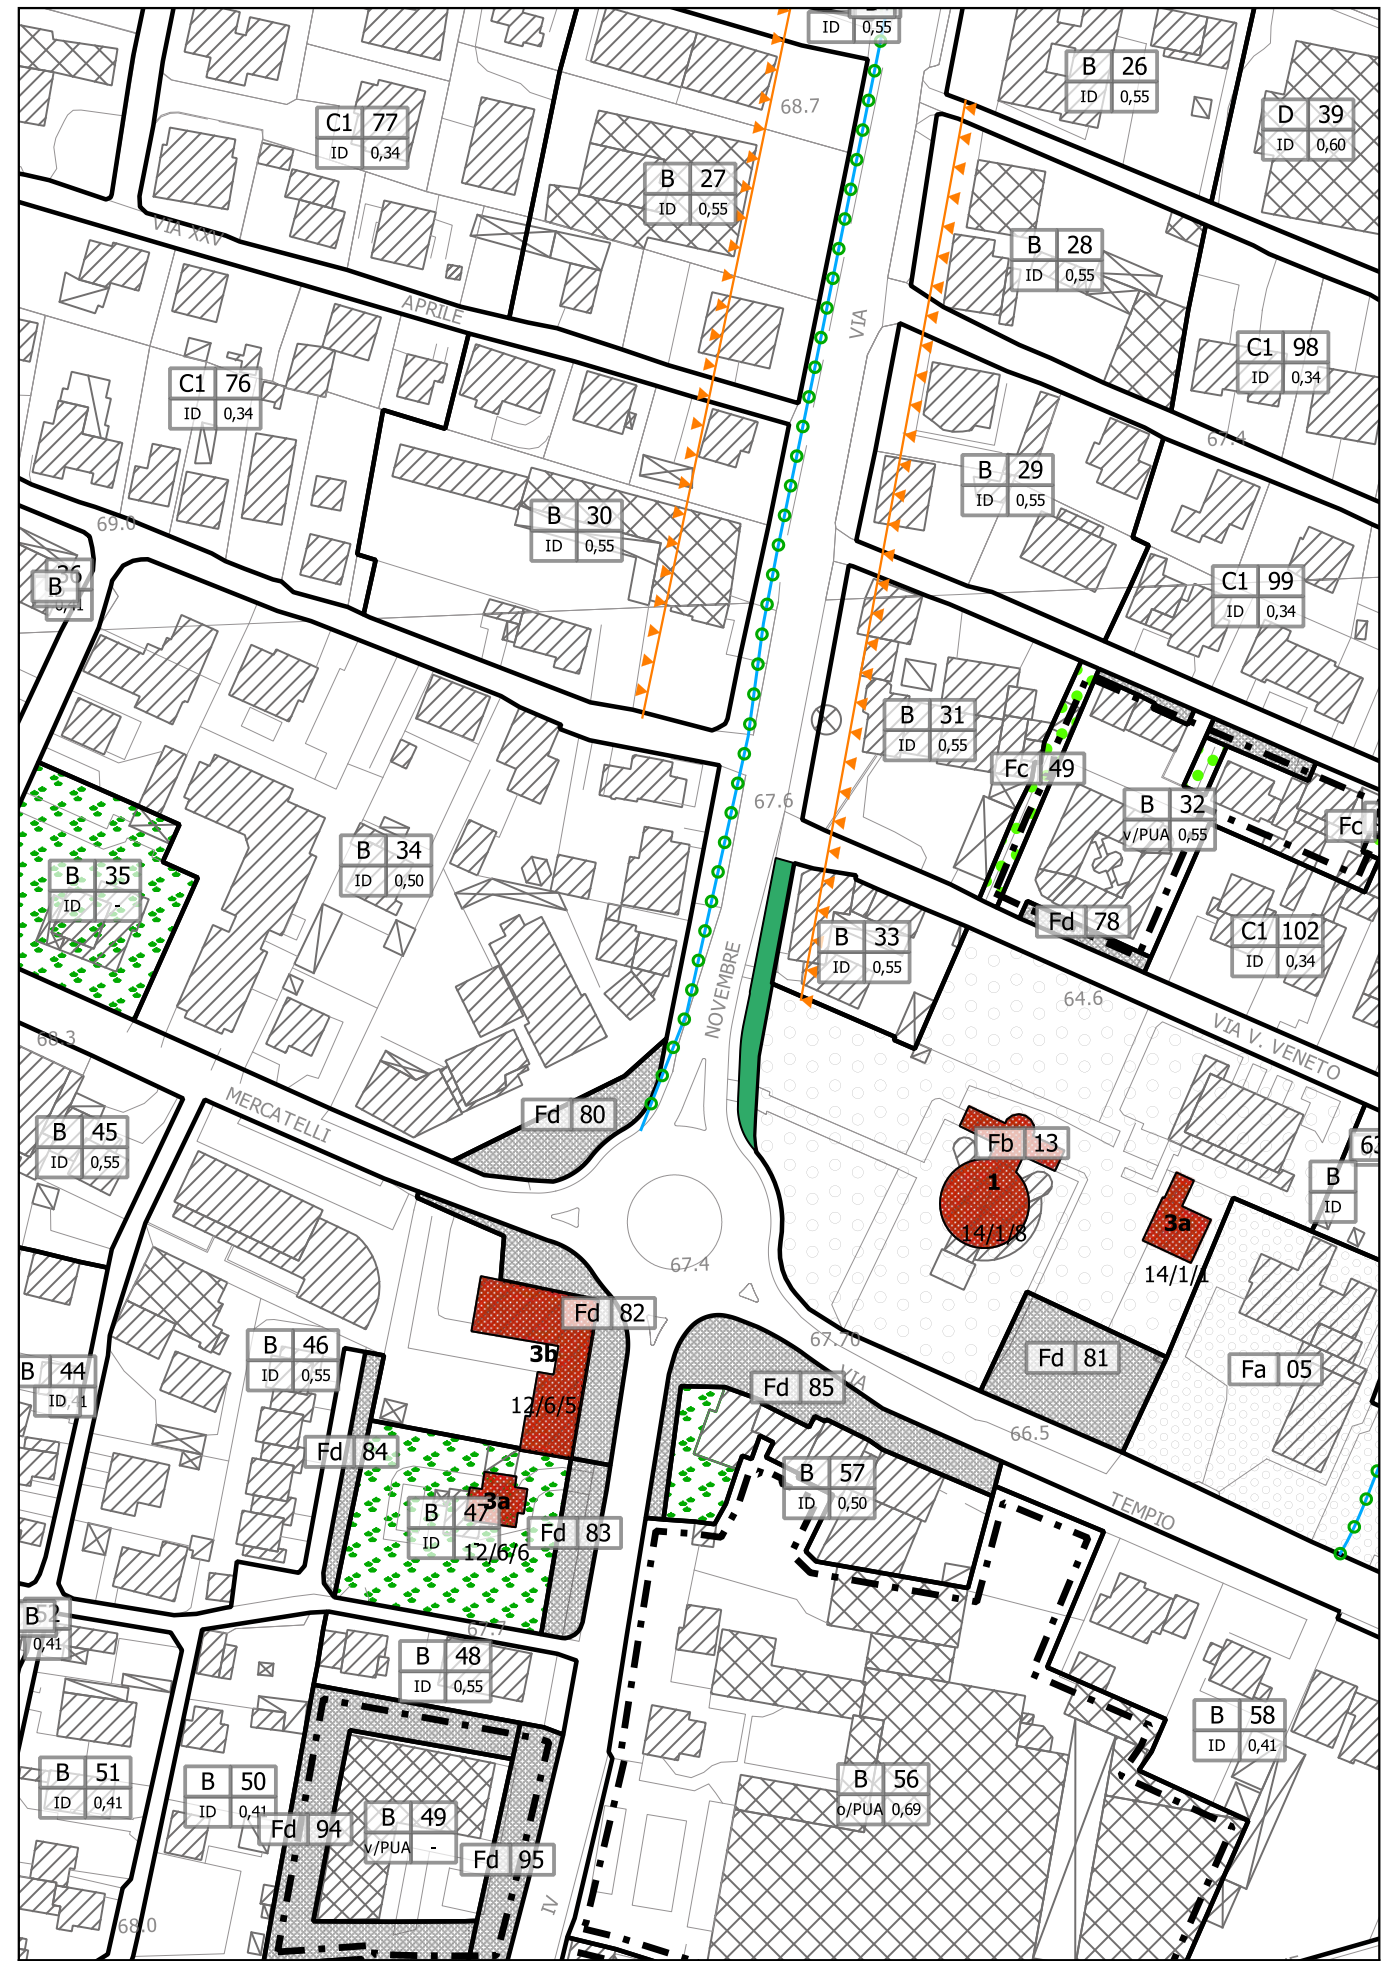 ID 0,55
B 26
ID 0,55
68.7
C1 77
ID 0,34
D 39
ID 0,60
B 27
ID 0,55
VIA XXV
B 28
ID 0,55
APRILE
VIA
C1 98
ID 0,34
C1 76
ID 0,34
67.4
B 29
ID 0,55
B 30
ID 0,55
69.0
36
B
0,41
C1 99
ID 0,34
B 31
ID 0,55
Fc 49
67.6
B 32
v/PUA 0,55
Fc
B 34
ID 0,50
B 35
ID -
Fd 78
B 33
ID 0,55
C1 102
ID 0,34
NOVEMBRE
64.6
VIA V. VENETO
68.3
MERCATELLI
Fd 80
B 45
ID 0,55
Fb 13
1
14/1/8
63
B
ID
3a
14/1/1
67.4
Fd 82
B 46
ID 0,55
3b
67.70
VIA
Fd 81
B 44
ID 0,41
Fa 05
Fd 85
12/6/5
66.5
Fd 84
B 57
ID 0,50
3a
B 47
ID
12/6/6
Fd 83
TEMPIO
B 52
0,41
67.7
B 48
ID 0,55
B 58
ID 0,41
B 51
ID 0,41
B 50
ID 0,41
B 56
o/PUA 0,69
B 49
v/PUA -
Fd 94
Fd 95
IV
68.0